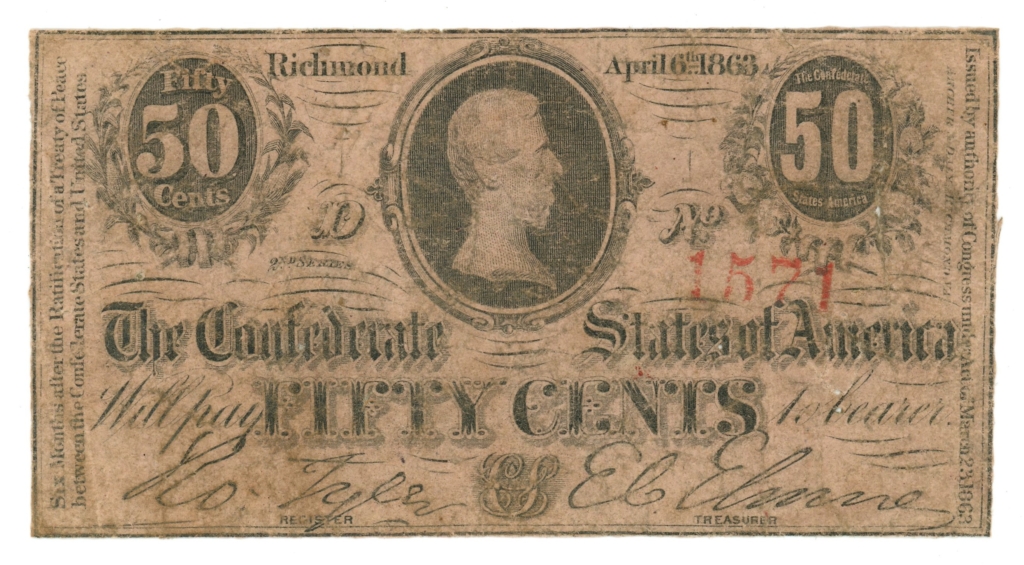 Fifty
50
Cents
Richmond
April 6th 1863
The Confederate
50
States America
D
No
2ND SERIES
1571
The Confederate States of America
Will pay FIFTY CENTS to bearer
Ro. Tyler
CS
E C Elmore
REGISTER
TREASURER
Six Months after the Ratification of a Treaty of Peace
between the Confederate States and United States
Issued by authority of Congress under act of March 23 1863